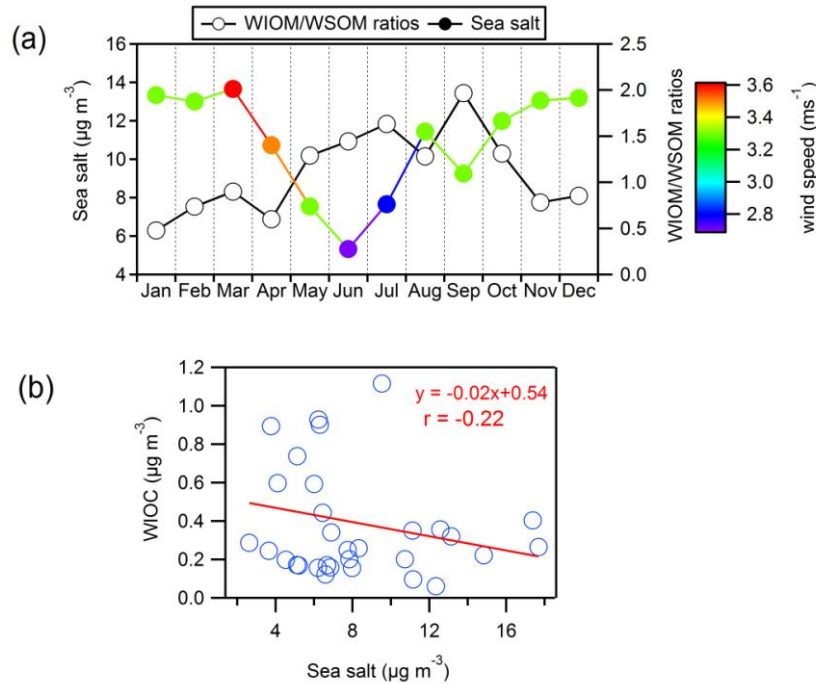 (a)
WIOM/WSOM ratios Sea salt
16
14
12
10
8
6
4
Sea salt (µg m⁻³)
2.5
2.0
1.5
1.0
0.5
0.0
WIOM/WSOM ratios
3.6
3.4
3.2
3.0
2.8
wind speed (ms⁻¹)
Jan Feb Mar Apr May Jun Jul Aug Sep Oct Nov Dec
(b)
1.2
1.0
0.8
0.6
0.4
0.2
0.0
WIOC (µg m⁻³)
y = -0.02x+0.54
r = -0.22
4 8 12 16
Sea salt (µg m⁻³)